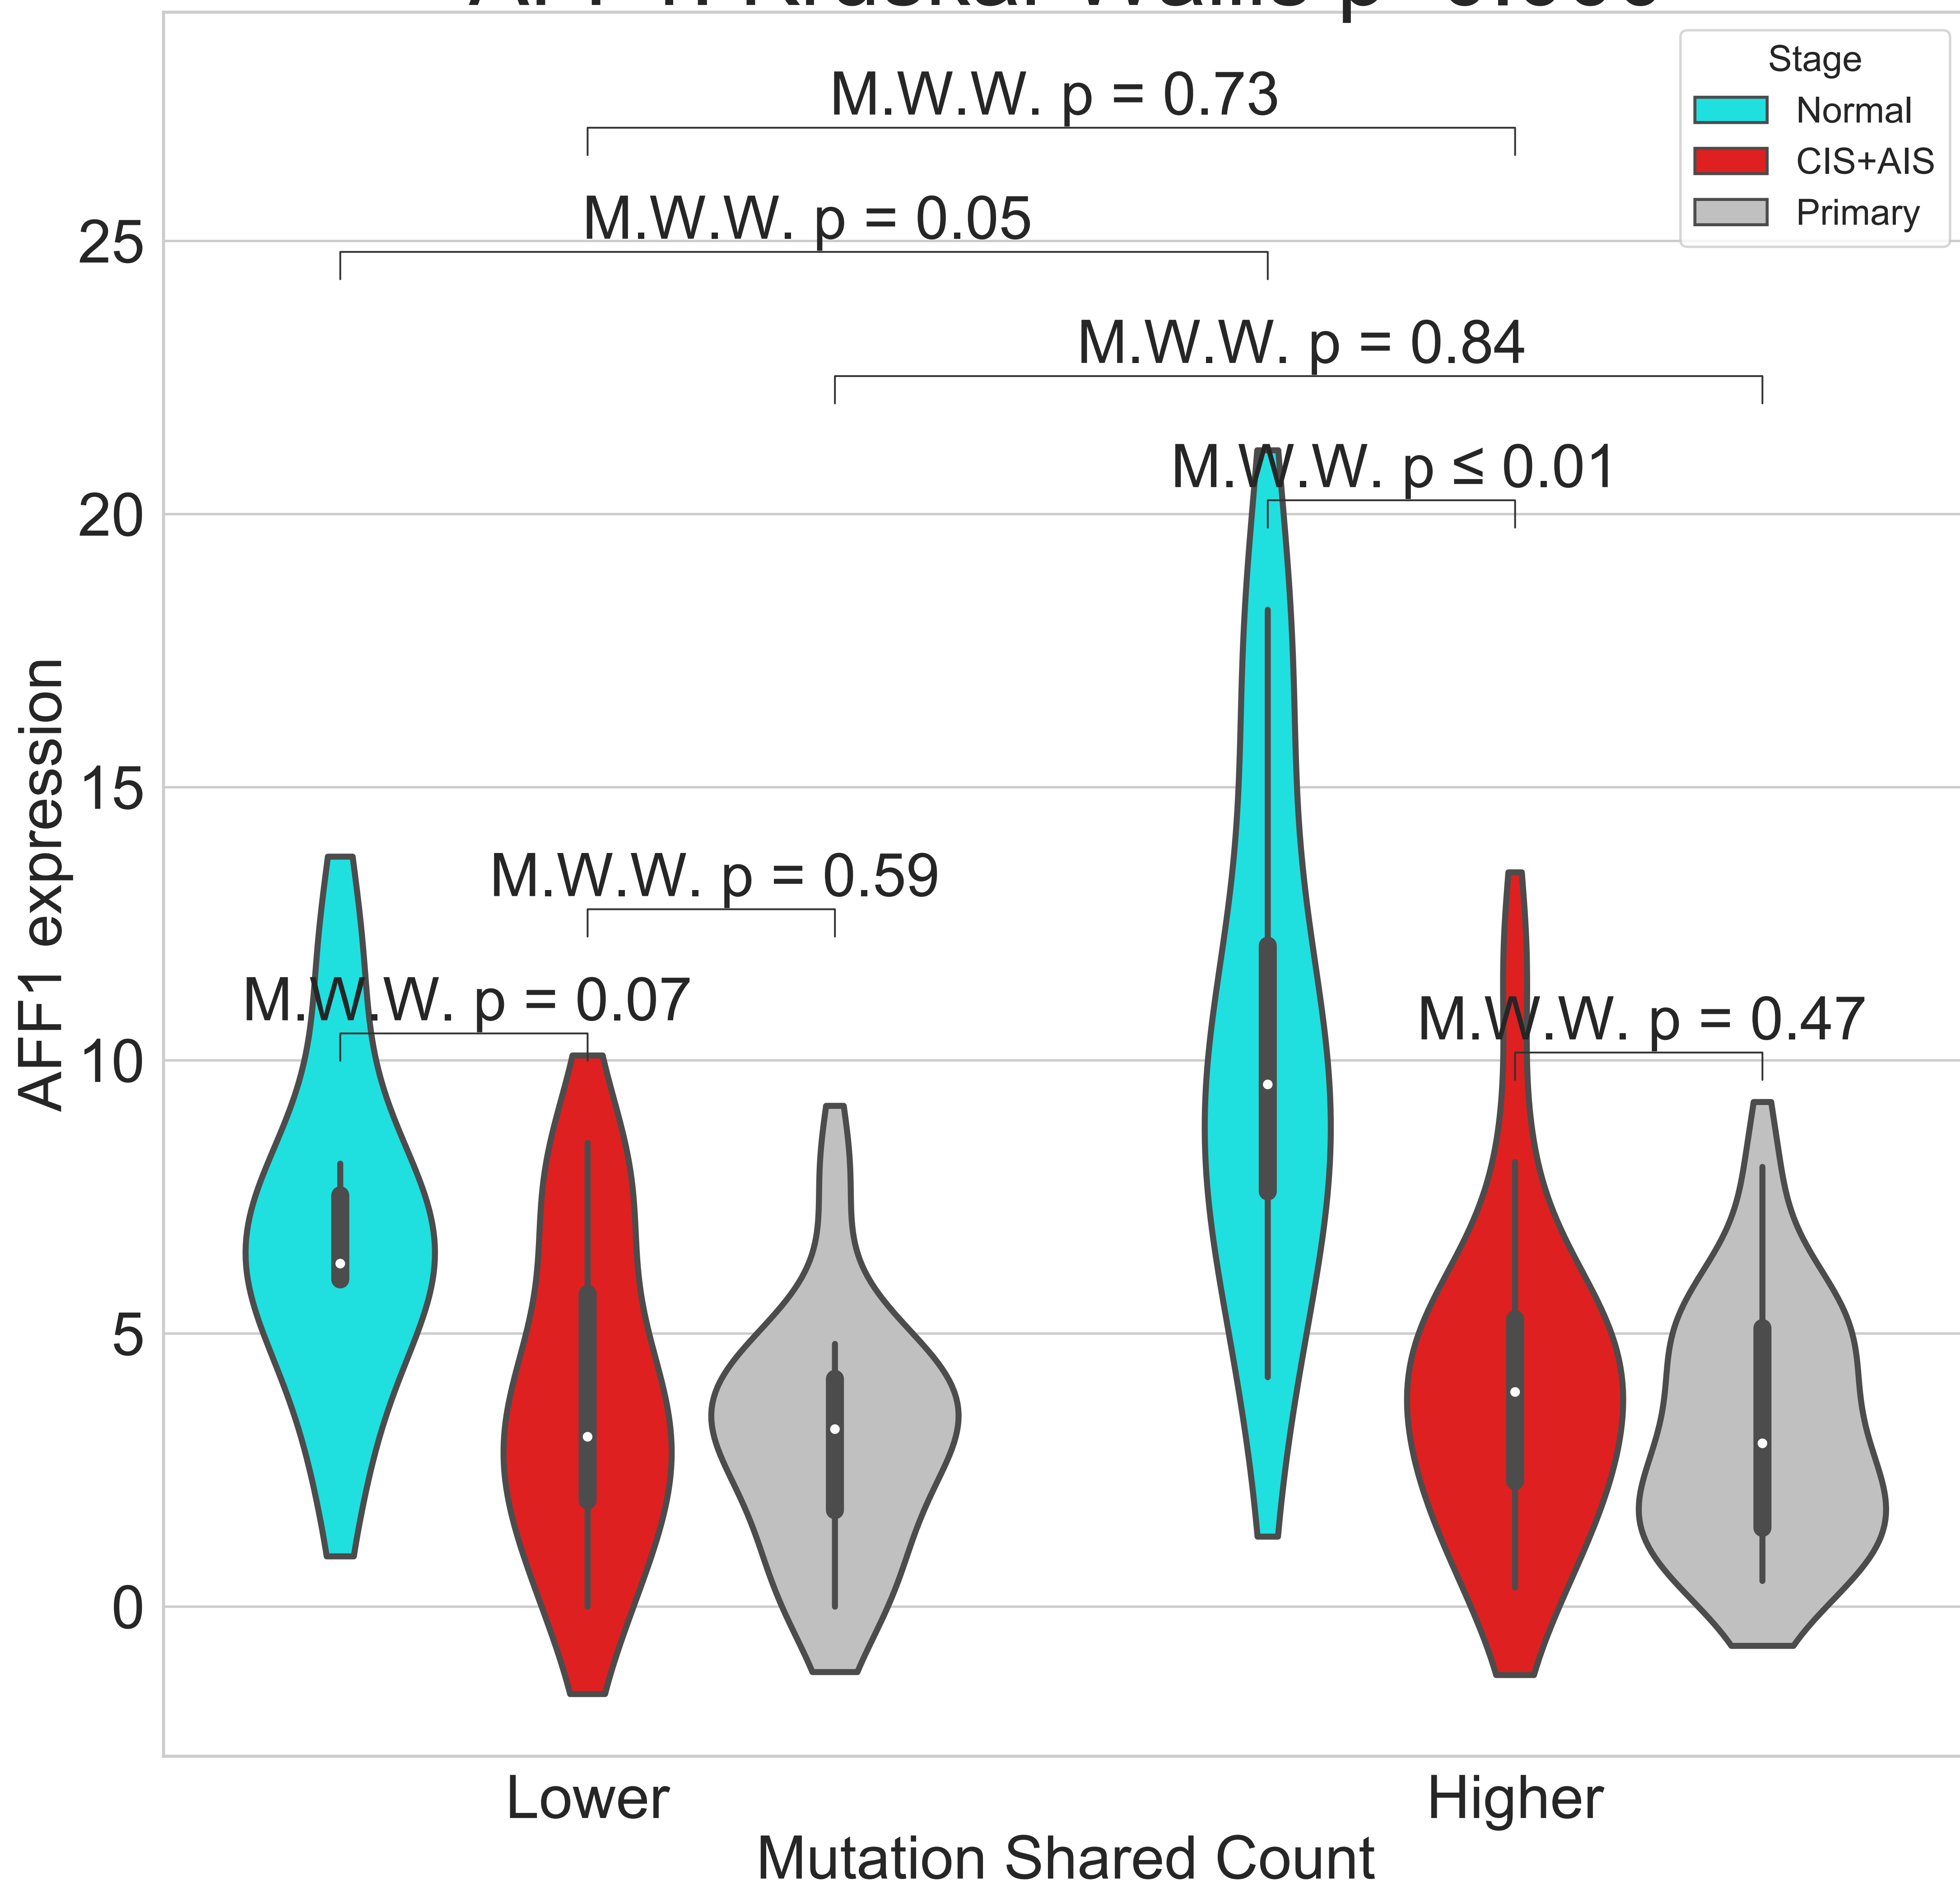 Stage
Normal
CIS+AIS
Primary
M.W.W. p = 0.73
M.W.W. p = 0.05
M.W.W. p = 0.84
M.W.W. p ≤ 0.01
M.W.W. p = 0.59
M.W.W. p = 0.07
M.W.W. p = 0.47
AFF1 expression
25
20
15
10
5
0
Lower
Higher
Mutation Shared Count